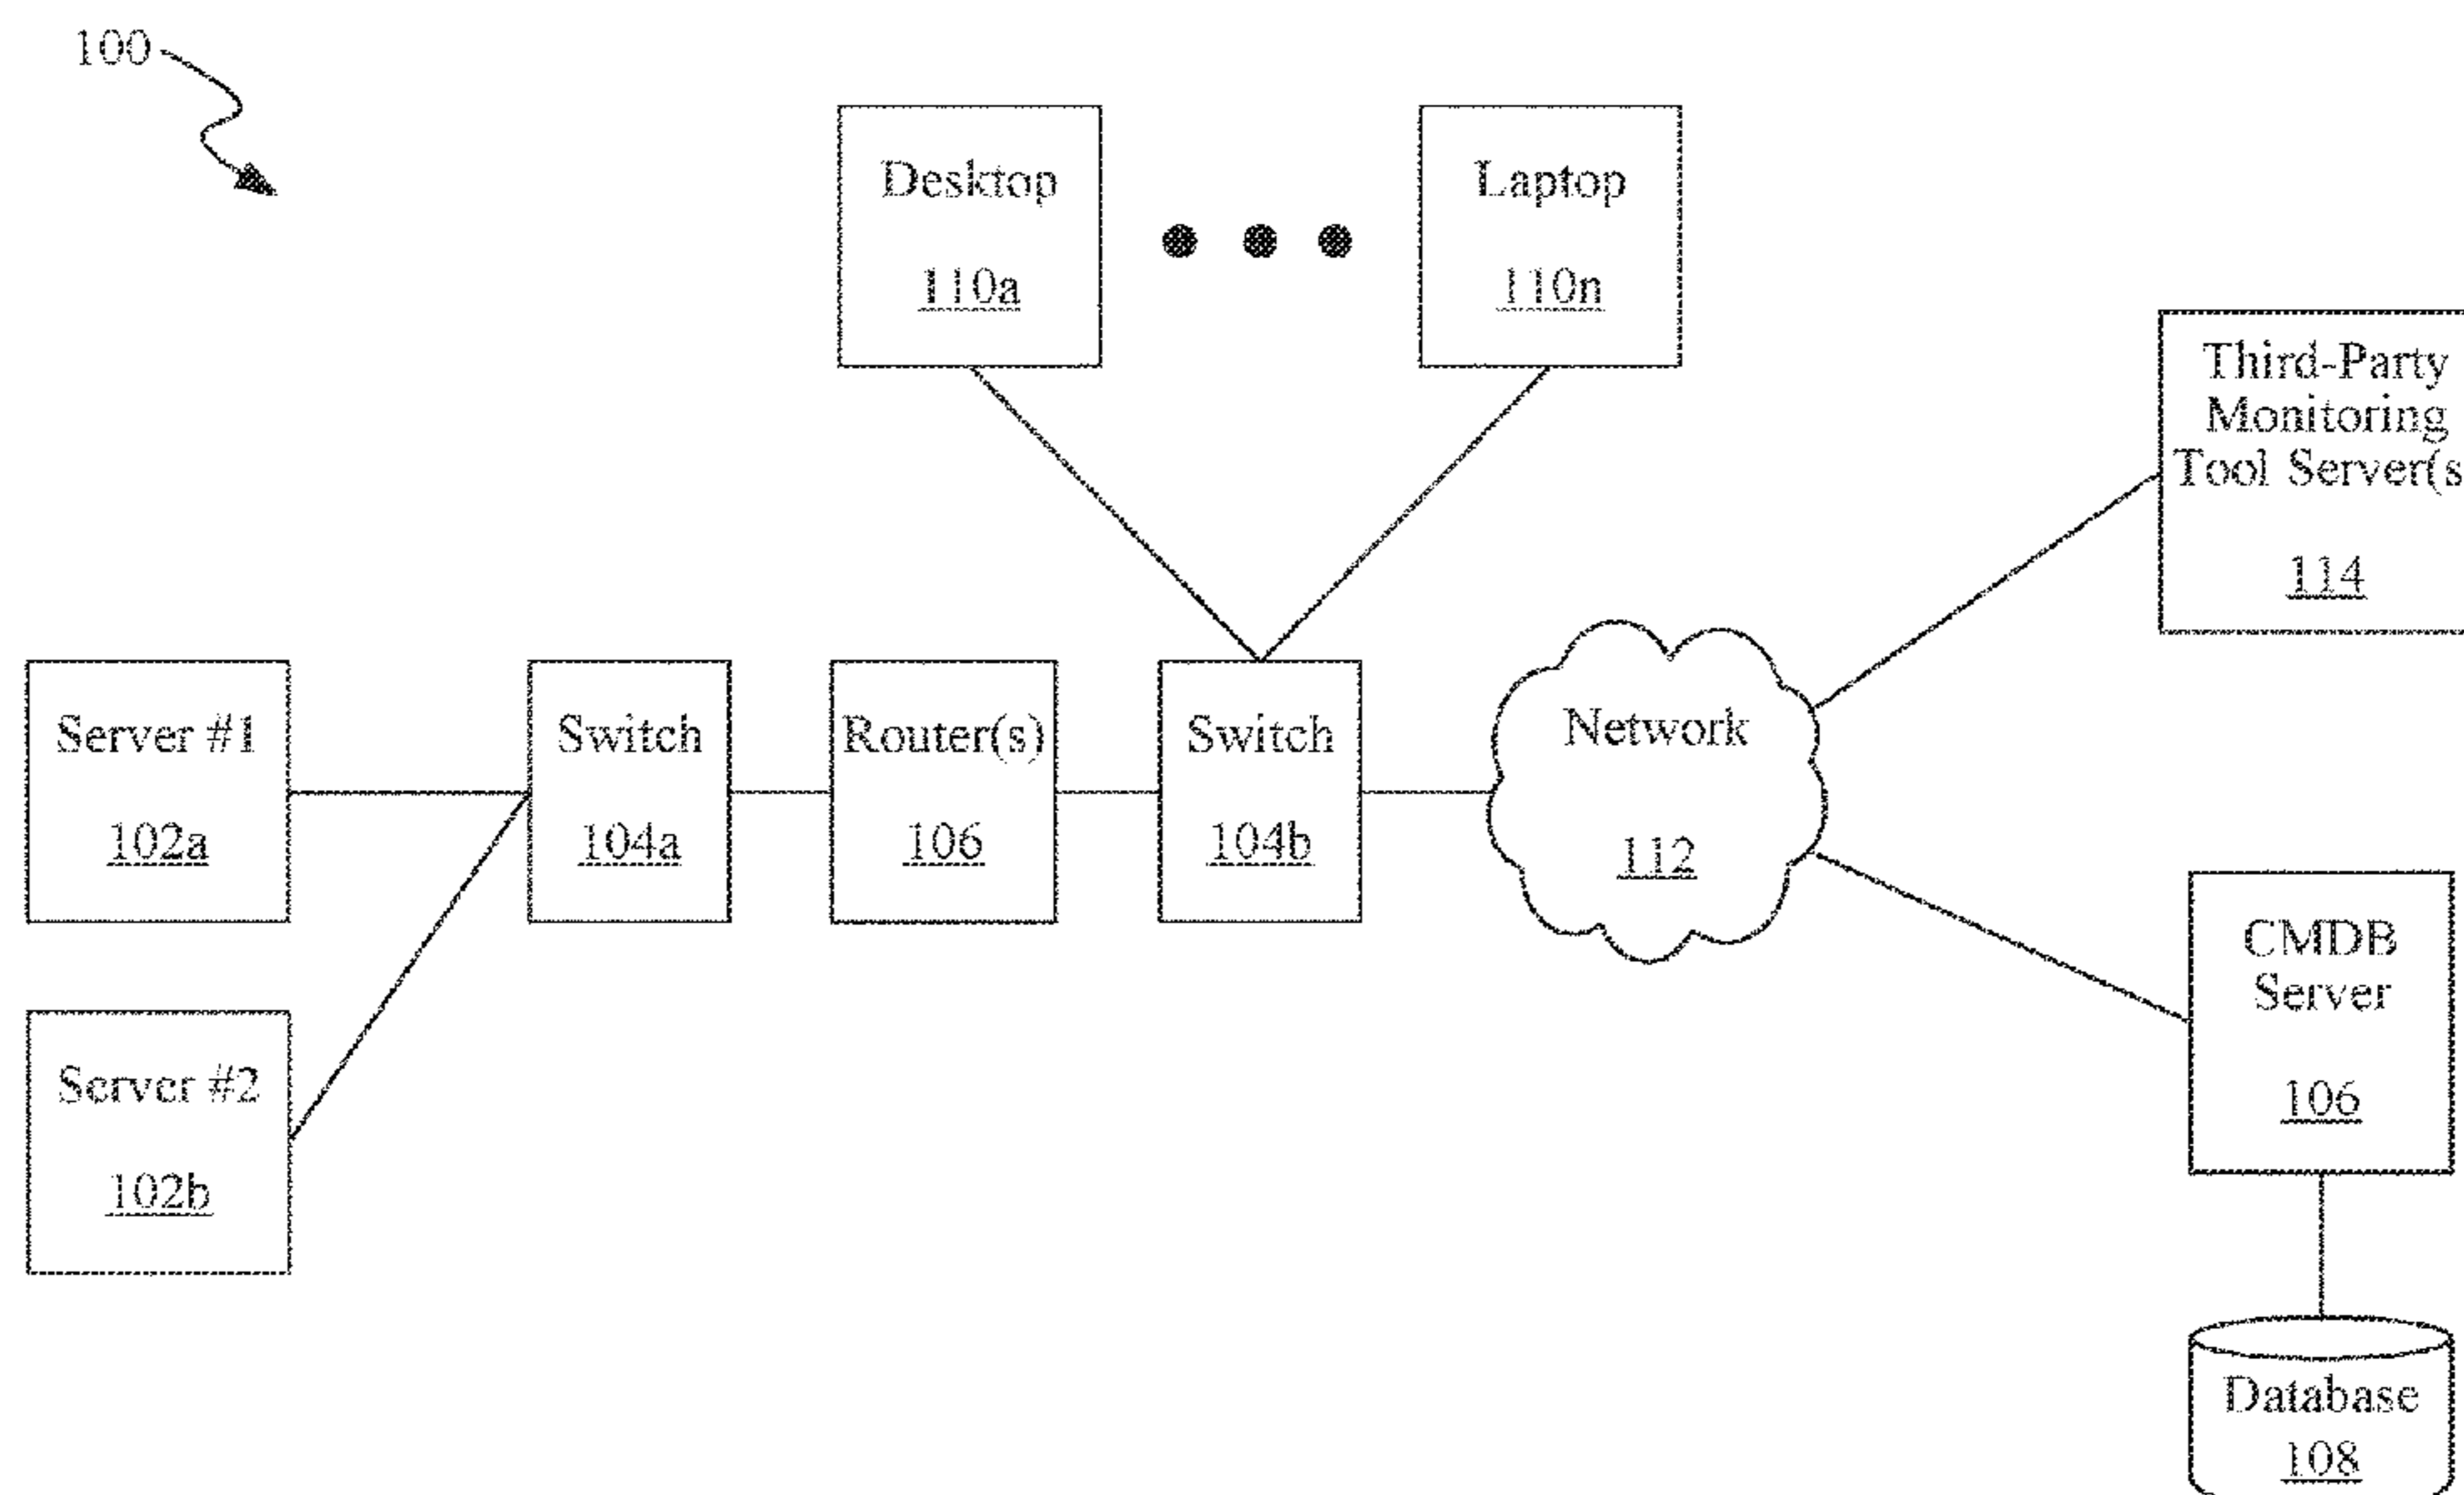 100
Desktop
110a
Laptop
110n
Third-Party
Monitoring
Tool Server(s
114
Server #1
102a
Switch
104a
Router(s)
106
Switch
104b
Network
112
CMDB
Server
106
Server #2
102b
Database
108